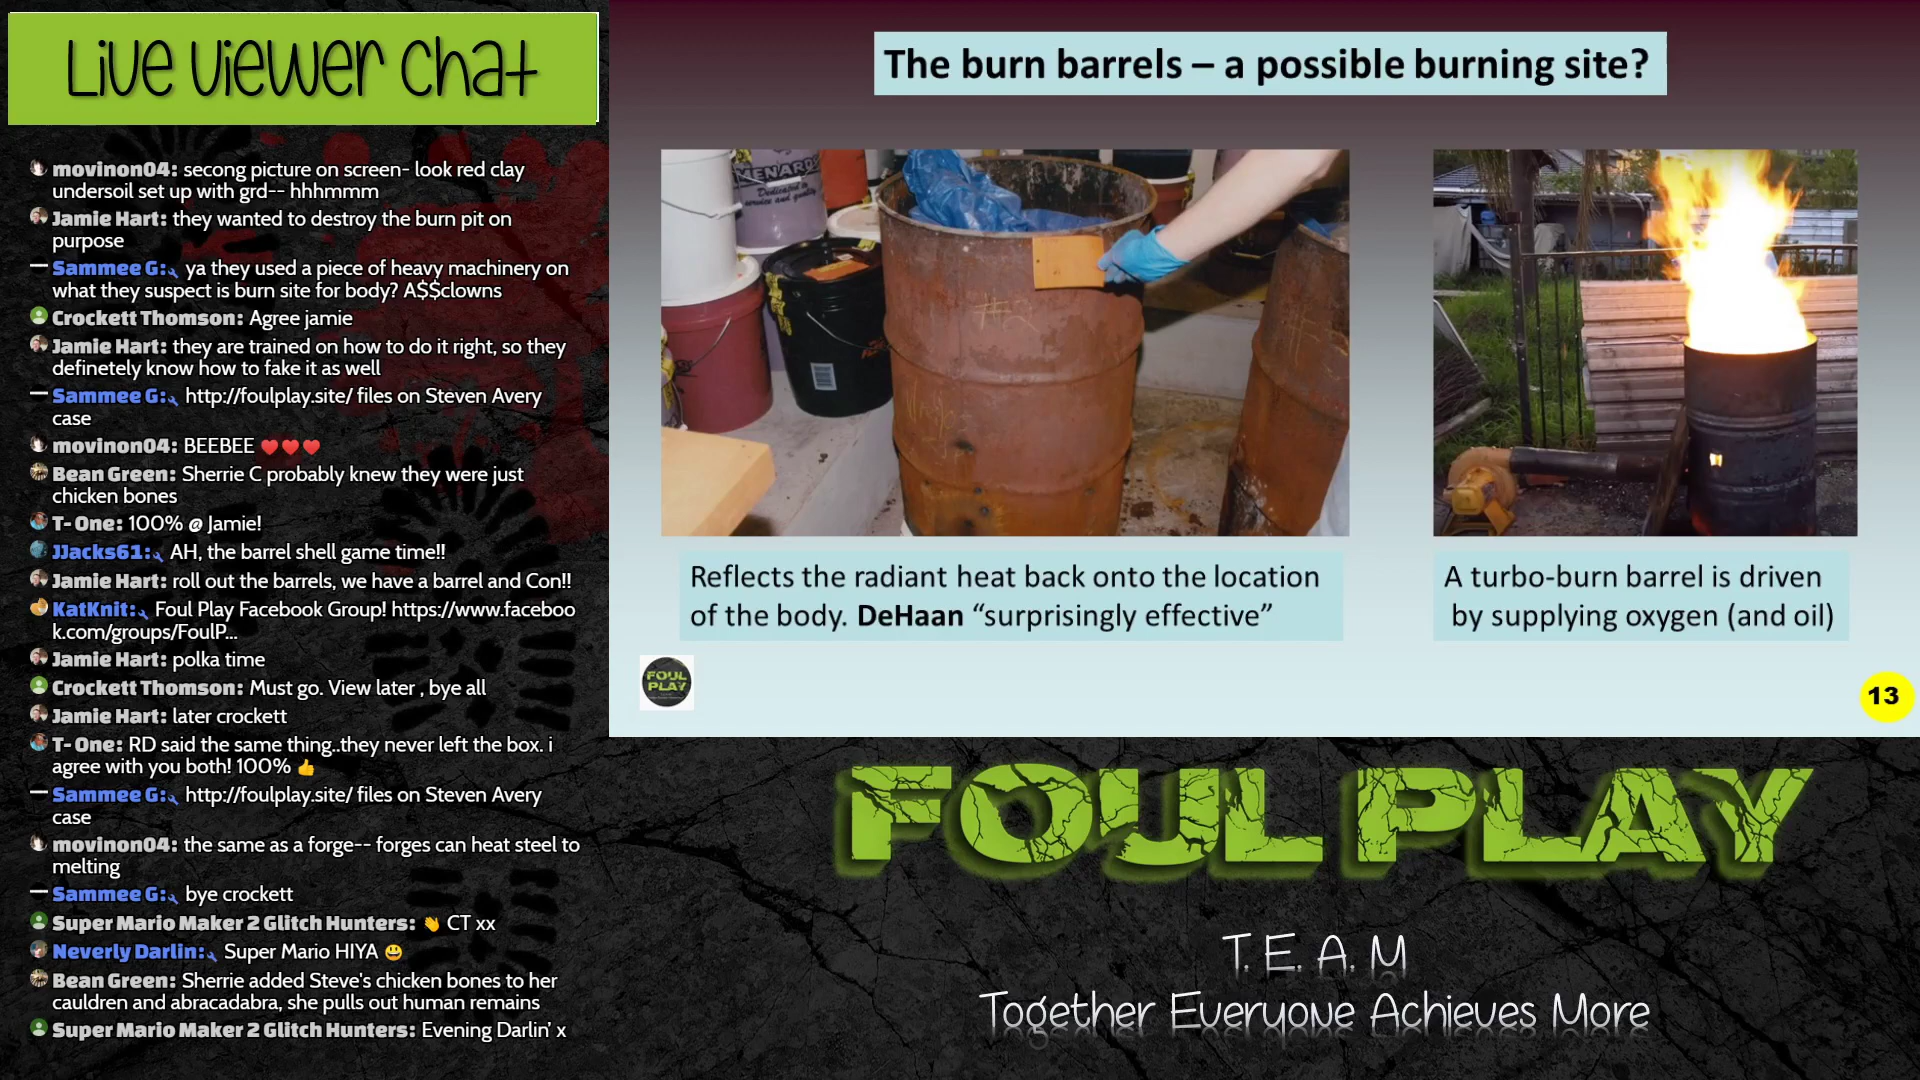 Live Viewer Chat
movinon04: secong picture on screen- look red clay
undersoil set up with grd-- hhhmmm
Jamie Hart: they wanted to destroy the burn pit on
purpose
Sammee G: ya they used a piece of heavy machinery on
what they suspect is burn site for body? A$$clowns
Crockett Thomson: Agree jamie
Jamie Hart: they are trained on how to do it right, so they
definetely know how to fake it as well
Sammee G: http://foulplay.site/ files on Steven Avery
case
movinon04: BEEBEE ♥♥♥
Bean Green: Sherrie C probably knew they were just
chicken bones
T- One: 100% @ Jamie!
JJacks61: AH, the barrel shell game time!!
Jamie Hart: roll out the barrels, we have a barrel and Con!!
KatKnit: Foul Play Facebook Group! https://www.faceboo
k.com/groups/FoulP...
Jamie Hart: polka time
Crockett Thomson: Must go. View later , bye all
Jamie Hart: later crockett
T- One: RD said the same thing..they never left the box. i
agree with you both! 100% 👍
Sammee G: http://foulplay.site/ files on Steven Avery
case
movinon04: the same as a forge-- forges can heat steel to
melting
Sammee G: bye crockett
Super Mario Maker 2 Glitch Hunters: 👋 CT xx
Neverly Darlin: Super Mario HIYA 😃
Bean Green: Sherrie added Steve's chicken bones to her
cauldren and abracadabra, she pulls out human remains
Super Mario Maker 2 Glitch Hunters: Evening Darlin' x
The burn barrels – a possible burning site?
MENARDS
Dedicated to
service and quality
Reflects the radiant heat back onto the location
of the body. DeHaan “surprisingly effective”
A turbo-burn barrel is driven
by supplying oxygen (and oil)
FOUL
PLAY
13
FOUL PLAY
T. E. A. M
Together Everyone Achieves More